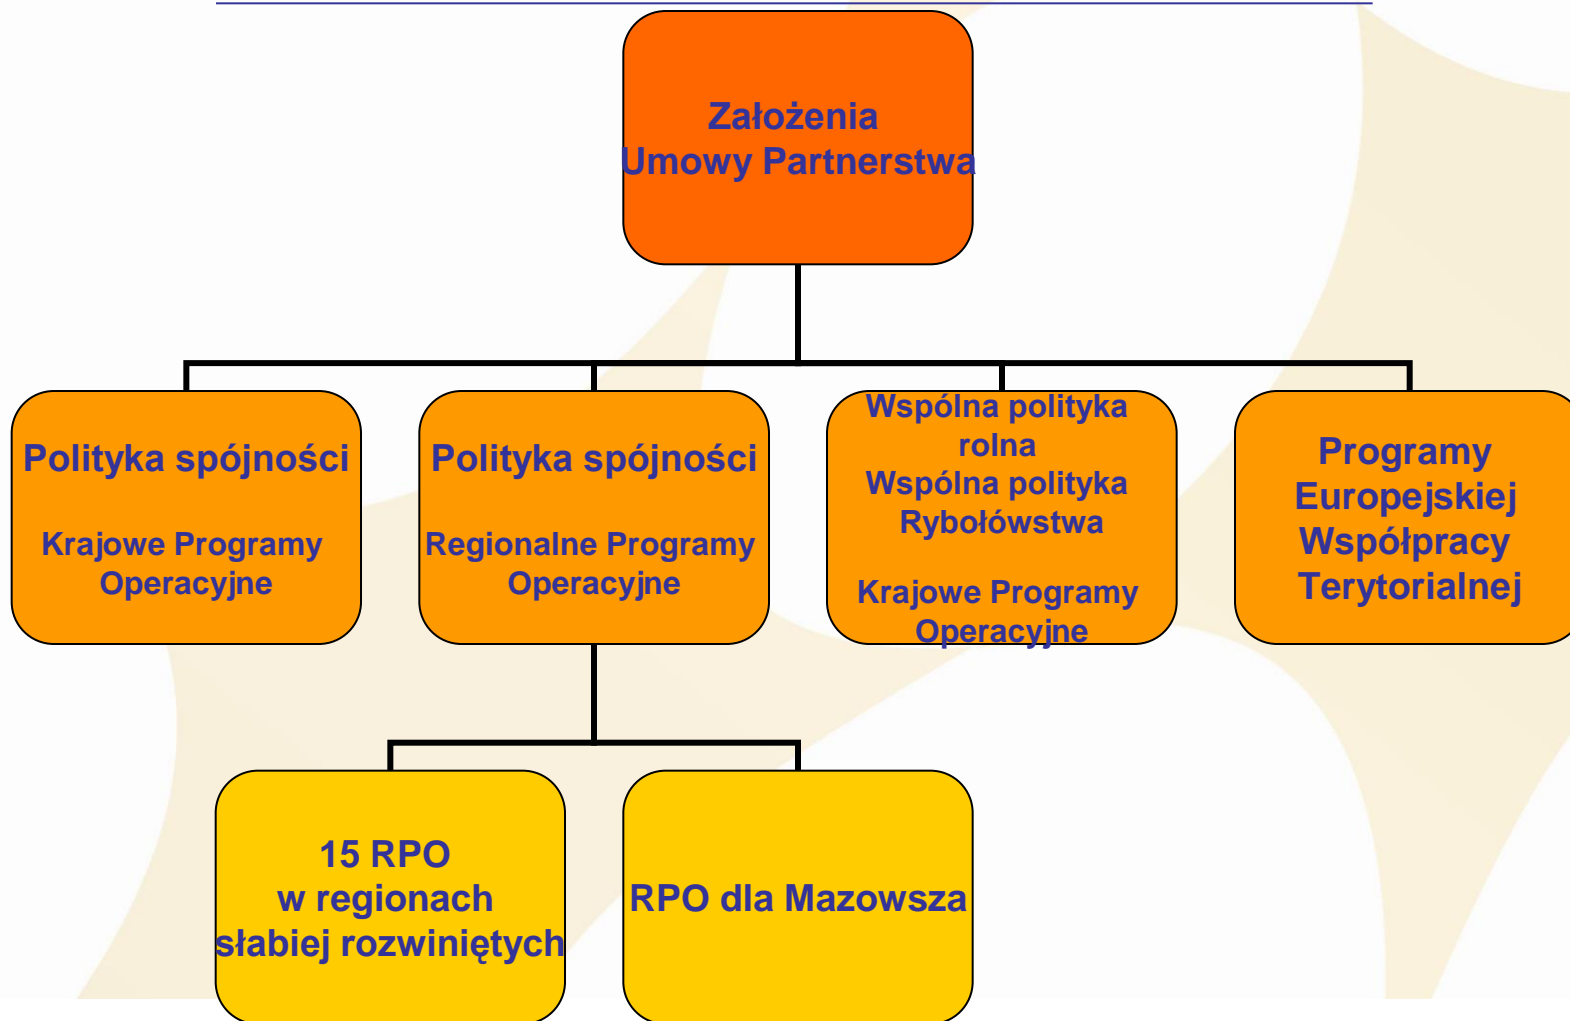 Założenia
Umowy Partnerstwa
Polityka spójności
Krajowe Programy
Operacyjne
Polityka spójności
Regionalne Programy
Operacyjne
Wspólna polityka
rolna
Wspólna polityka
Rybołówstwa
Krajowe Programy
Operacyjne
Programy
Europejskiej
Współpracy
Terytorialnej
15 RPO
w regionach
słabiej rozwiniętych
RPO dla Mazowsza